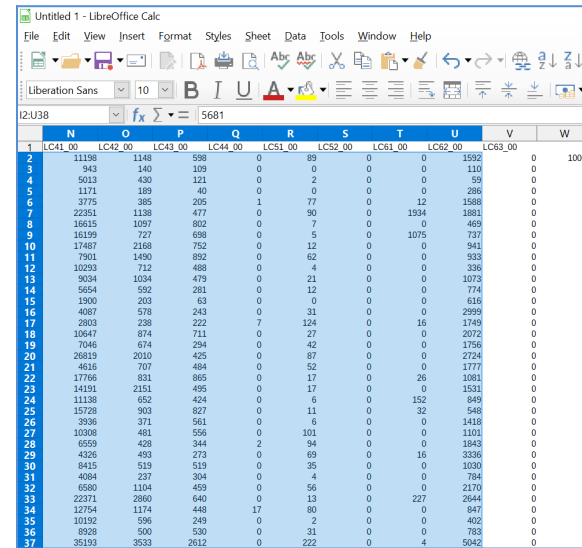 Untitled 1 - LibreOffice Calc
File Edit View Insert Format Styles Sheet Data Tools Window Help
Abc Abc
Liberation Sans 10 B I U A
I2:U38 fx Σ = 5681
N O P Q R S T U V W
1 LC41_00 LC42_00 LC43_00 LC44_00 LC51_00 LC52_00 LC61_00 LC62_00 LC63_00
2 11198 1148 598 0 89 0 0 1592 0 100
3 943 140 109 0 0 0 0 110 0
4 5013 430 121 0 2 0 0 59 0
5 1171 189 40 0 0 0 0 286 0
6 3775 385 205 1 77 0 12 1588 0
7 22351 1138 477 0 90 0 1934 1881 0
8 16615 1097 802 0 7 0 0 469 0
9 16199 727 698 0 5 0 1075 737 0
10 17487 2168 752 0 12 0 0 941 0
11 7901 1490 892 0 62 0 0 933 0
12 10293 712 488 0 4 0 0 336 0
13 9034 1034 479 0 21 0 0 1073 0
14 5654 592 281 0 12 0 0 774 0
15 1900 203 63 0 0 0 0 616 0
16 4087 578 243 0 31 0 0 2999 0
17 2803 238 222 7 124 0 16 1749 0
18 10647 874 711 0 27 0 0 2072 0
19 7046 674 294 0 42 0 0 1756 0
20 26819 2010 425 0 87 0 0 2724 0
21 4616 707 484 0 52 0 0 1777 0
22 17766 831 865 0 17 0 26 1081 0
23 14191 2151 495 0 17 0 0 1531 0
24 11138 652 424 0 6 0 152 849 0
25 15728 903 827 0 11 0 32 548 0
26 3936 371 561 0 6 0 0 1418 0
27 10308 481 556 0 101 0 0 1101 0
28 6559 428 344 2 94 0 0 1843 0
29 4326 493 273 0 69 0 16 3336 0
30 8415 519 519 0 35 0 0 1030 0
31 4084 237 304 0 4 0 0 784 0
32 6580 1104 459 0 56 0 0 2170 0
33 22371 2860 640 0 13 0 227 2644 0
34 12754 1174 448 17 80 0 0 847 0
35 10192 596 249 0 2 0 0 402 0
36 8928 500 530 0 31 0 0 783 0
37 35193 3533 2612 0 222 0 4 5042 0